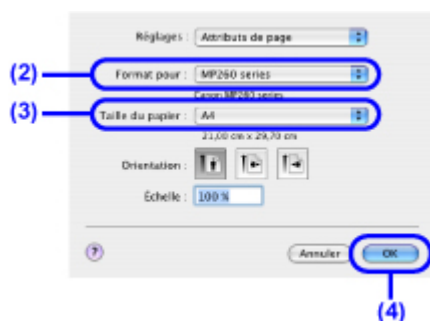 Réglages : Attributs de page
(2) Format pour : MP260 series
Canon MP260 series
(3) Taille du papier : A4
21,00 cm x 29,70 cm
Orientation :
Échelle : 100 %
? Annuler OK
(4)